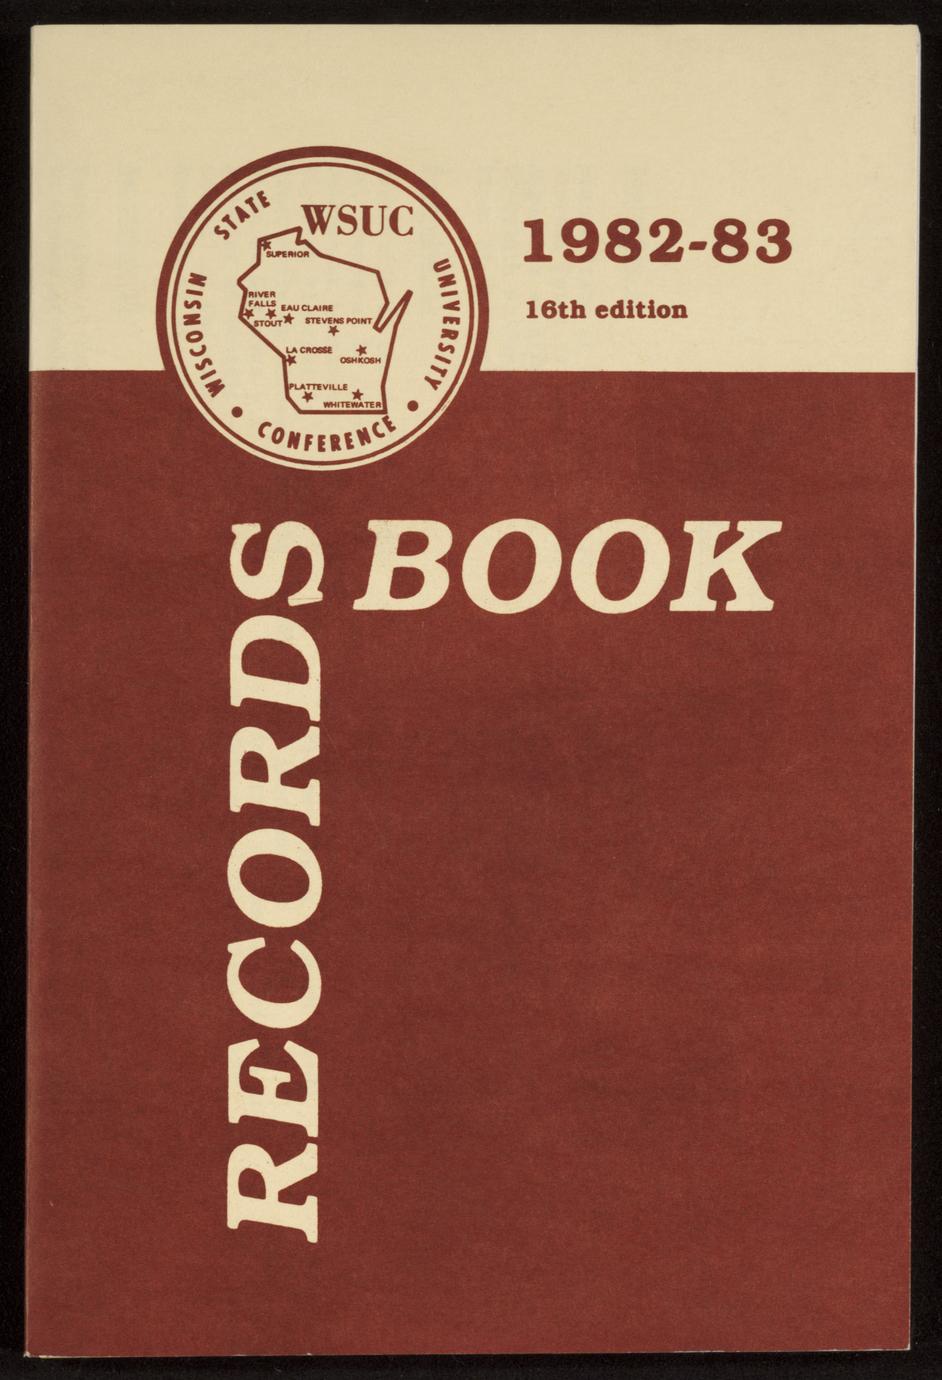 WISCONSIN STATE UNIVERSITY
CONFERENCE
WSUC
SUPERIOR
RIVER
FALLS
EAU CLAIRE
STOUT
STEVENS POINT
LA CROSSE
OSHKOSH
PLATTEVILLE
WHITEWATER
1982-83
16th edition
RECORDS
BOOK